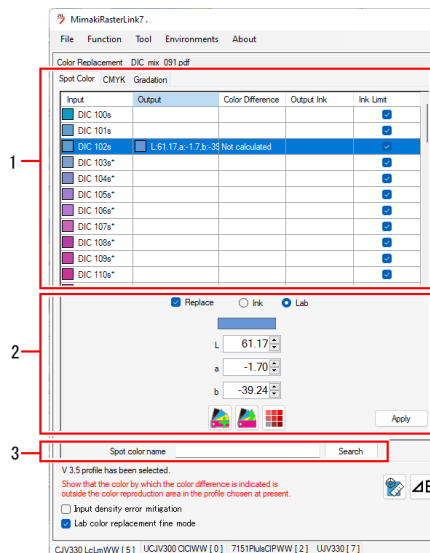 MimakiRasterLink7 .
File Function Tool Environments About
Color Replacement DIC_mix_091.pdf
Spot Color CMYK Gradation
Input Output Color Difference Output Ink Ink Limit
DIC 100s
DIC 101s
DIC 102s L:61.17,a:-1.7,b:-39 Not calculated
1
DIC 103s*
DIC 104s*
DIC 105s*
DIC 106s*
DIC 107s*
DIC 108s*
DIC 109s*
DIC 110s*
Replace Ink Lab
2
L 61.17
a -1.70
b -39.24
Apply
3
Spot color name Search
V 3.5 profile has been selected.
Show that the color by which the color difference is indicated is
outside the color reproduction area in the profile chosen at present.
Input density error mitigation
Lab color replacement fine mode
CJV330 LcLmWW [ 5 ] UCJV300 ClClWW [ 0 ] 7151PlulsClPWW [ 2 ] UJV330 [ 7 ]